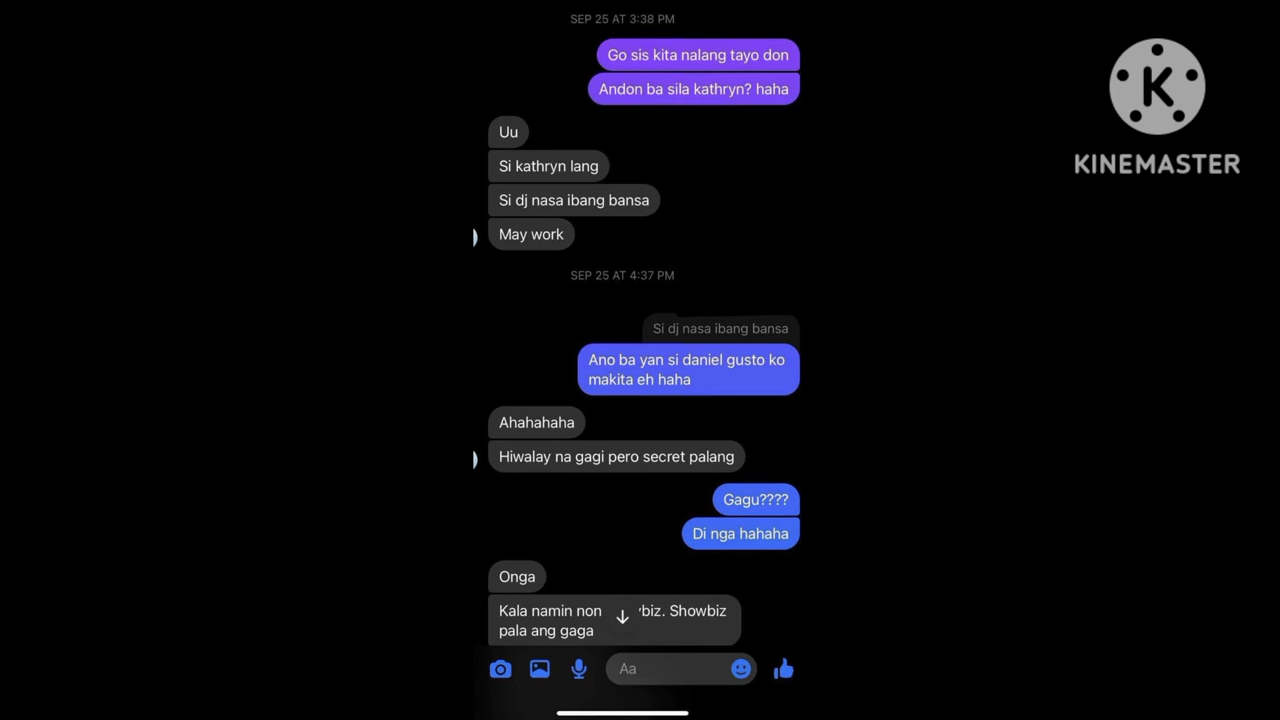 SEP 25 AT 3:38 PM
Go sis kita nalang tayo don
Andon ba sila kathryn? haha
Uu
Si kathryn lang
Si dj nasa ibang bansa
May work
SEP 25 AT 4:37 PM
Si dj nasa ibang bansa
Ano ba yan si daniel gusto ko
makita eh haha
Ahahahaha
Hiwalay na gagi pero secret palang
Gagu????
Di nga hahaha
Onga
Kala namin non biz. Showbiz
pala ang gaga
Aa
K
KINEMASTER